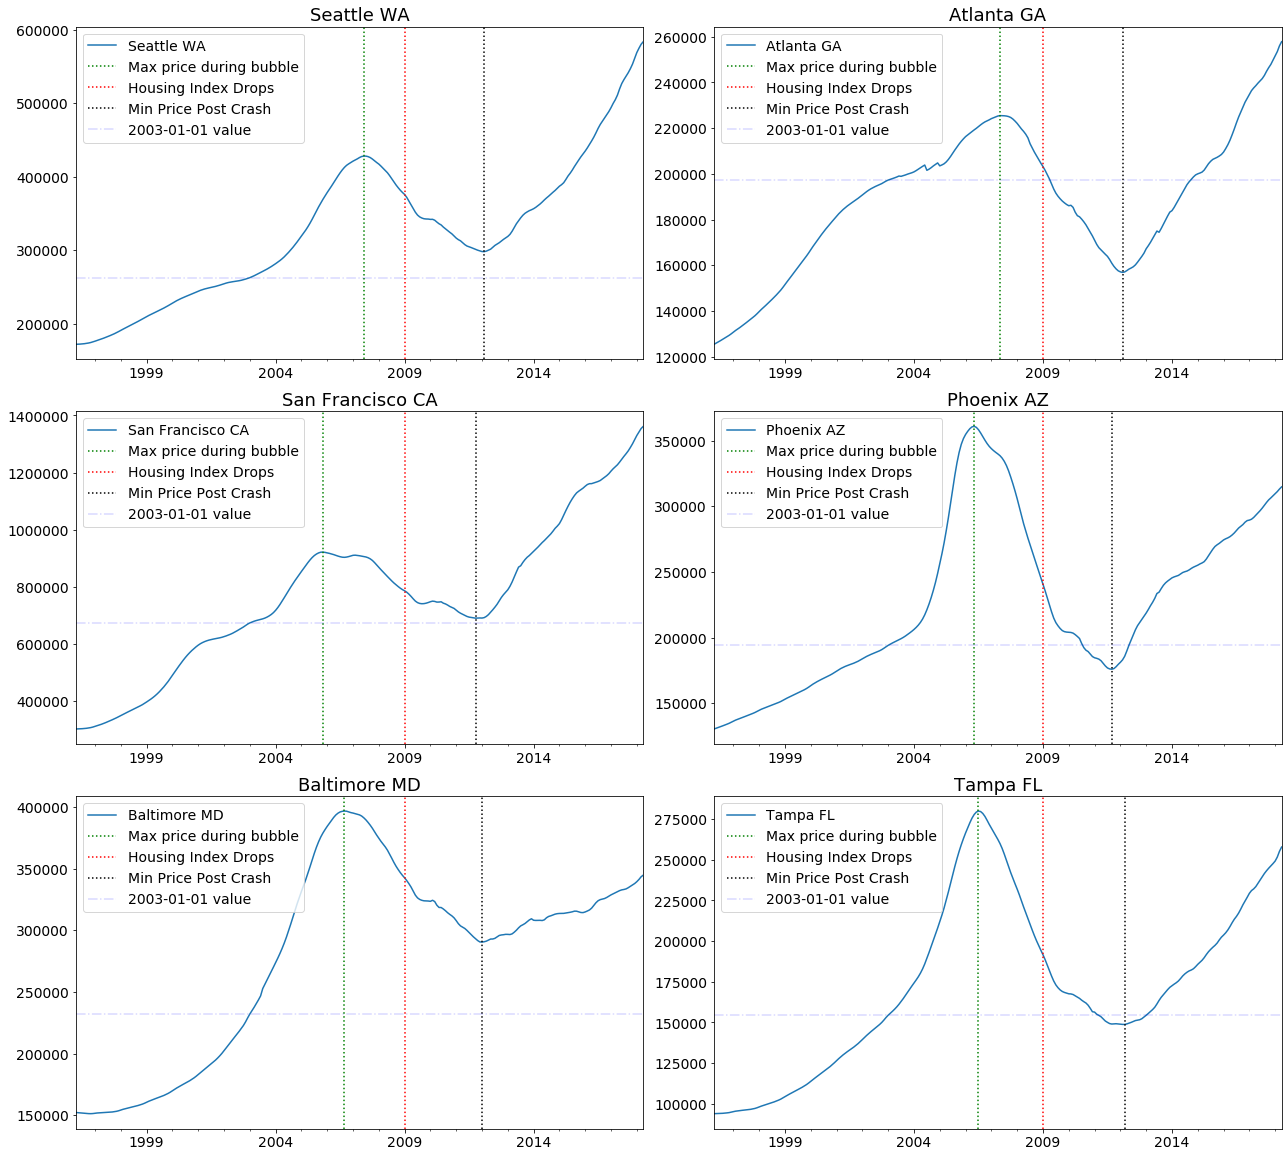 Seattle WA
600000
500000
400000
300000
200000
Seattle WA
Max price during bubble
Housing Index Drops
Min Price Post Crash
2003-01-01 value
1999
2004
2009
2014
Atlanta GA
260000
240000
220000
200000
180000
160000
140000
120000
Atlanta GA
Max price during bubble
Housing Index Drops
Min Price Post Crash
2003-01-01 value
1999
2004
2009
2014
San Francisco CA
1400000
1200000
1000000
800000
600000
400000
San Francisco CA
Max price during bubble
Housing Index Drops
Min Price Post Crash
2003-01-01 value
1999
2004
2009
2014
Phoenix AZ
350000
300000
250000
200000
150000
Phoenix AZ
Max price during bubble
Housing Index Drops
Min Price Post Crash
2003-01-01 value
1999
2004
2009
2014
Baltimore MD
400000
350000
300000
250000
200000
150000
Baltimore MD
Max price during bubble
Housing Index Drops
Min Price Post Crash
2003-01-01 value
1999
2004
2009
2014
Tampa FL
275000
250000
225000
200000
175000
150000
125000
100000
Tampa FL
Max price during bubble
Housing Index Drops
Min Price Post Crash
2003-01-01 value
1999
2004
2009
2014